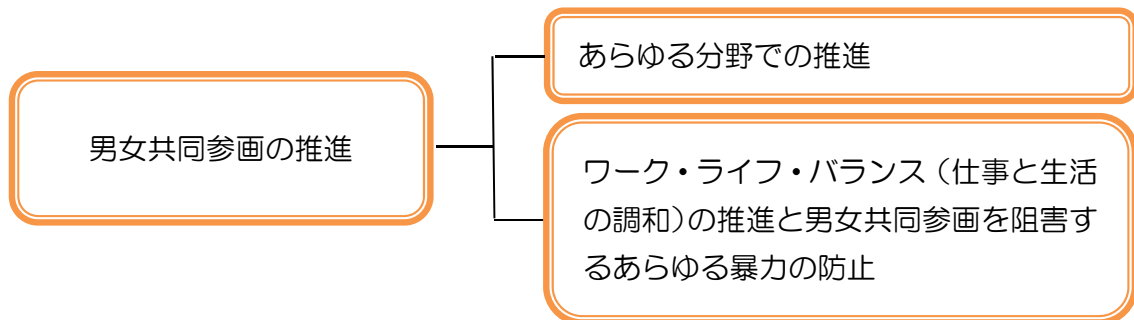 男女共同参画の推進
あらゆる分野での推進
ワーク・ライフ・バランス（仕事と生活
の調和）の推進と男女共同参画を阻害す
るあらゆる暴力の防止